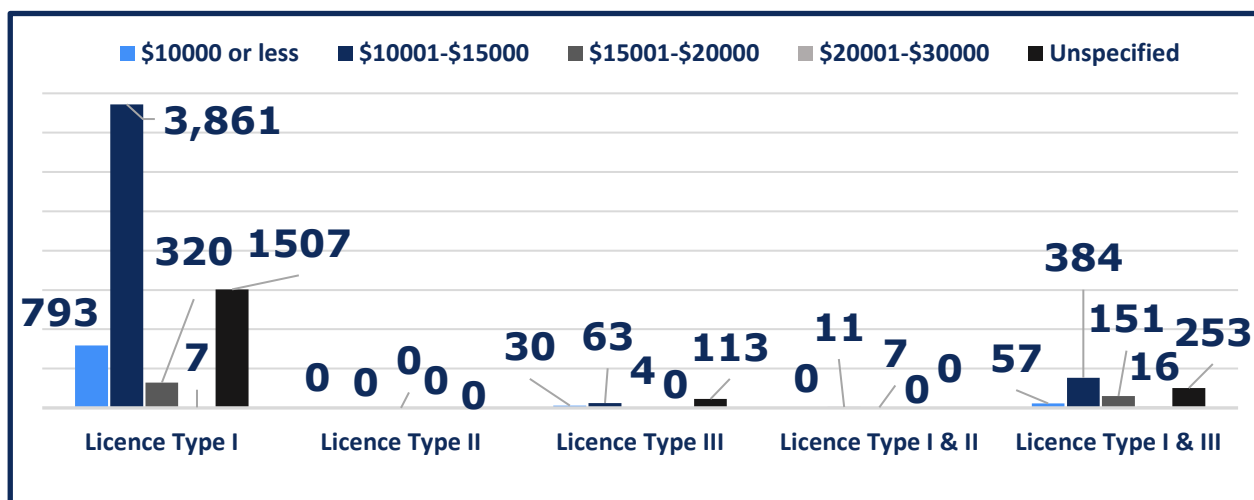 $10000 or less $10001-$15000 $15001-$20000 $20001-$30000 Unspecified
793 3,861 320 7 1507
0 0 0 0 0
30 63 4 0 113
0 11 7 0 0
57 384 151 16 253
Licence Type I Licence Type II Licence Type III Licence Type I & II Licence Type I & III